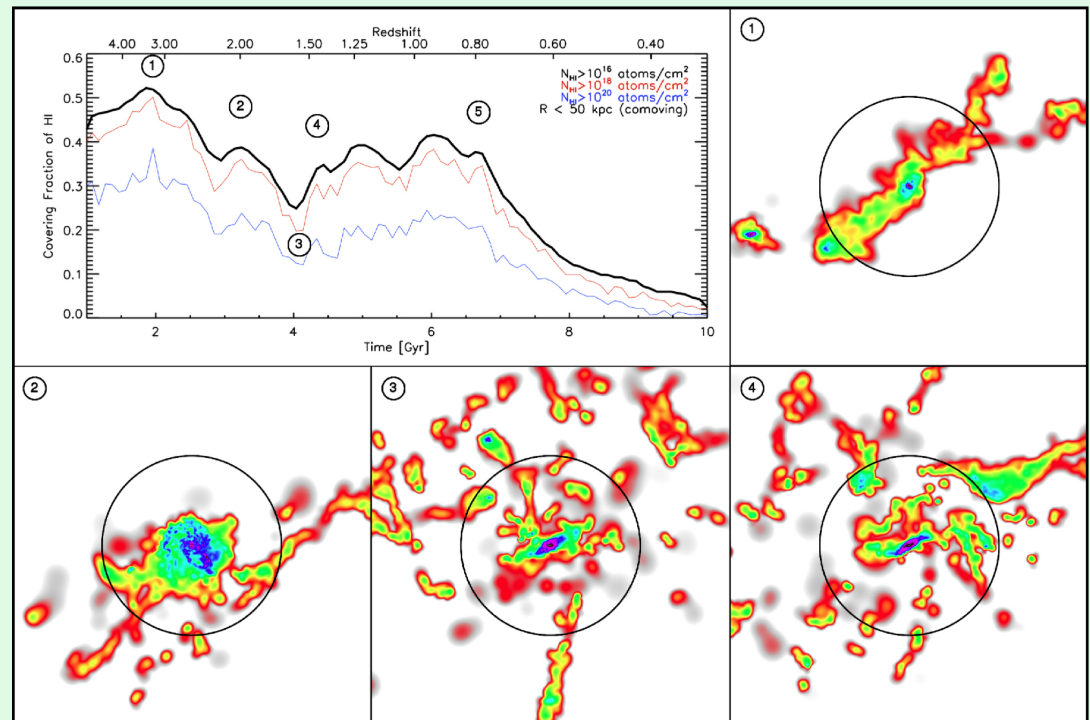 Redshift
4.00 3.00 2.00 1.50 1.25 1.00 0.80 0.60 0.40
0.6
0.5
0.4
0.3
0.2
0.1
0.0
Covering Fraction of HI
1
2
4
5
3
N_HI>10^16 atoms/cm^2
N_HI>10^18 atoms/cm^2
N_HI>10^20 atoms/cm^2
R < 50 kpc (comoving)
2 4 6 8 10
Time [Gyr]
1
2
3
4